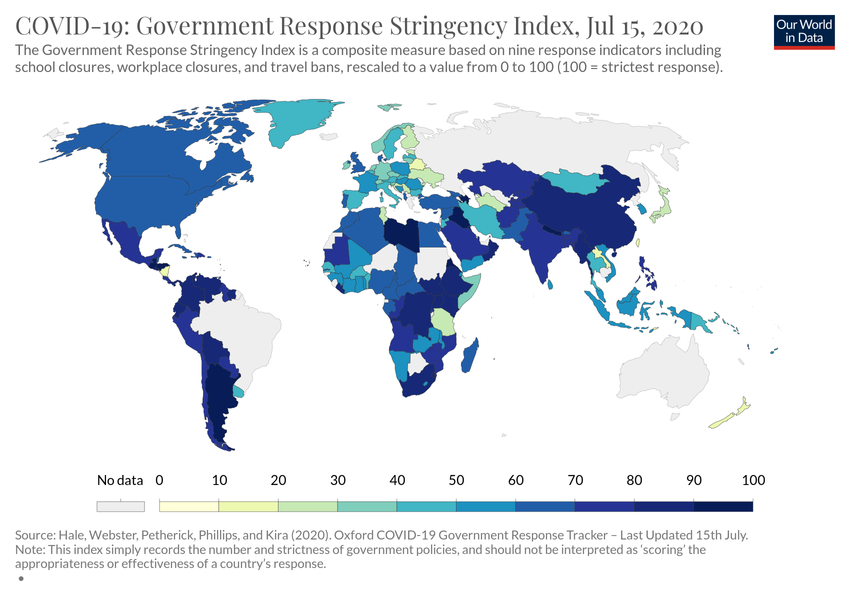 COVID-19: Government Response Stringency Index, Jul 15, 2020
Our World
in Data
The Government Response Stringency Index is a composite measure based on nine response indicators including
school closures, workplace closures, and travel bans, rescaled to a value from 0 to 100 (100 = strictest response).
No data 0 10 20 30 40 50 60 70 80 90 100
Source: Hale, Webster, Petherick, Phillips, and Kira (2020). Oxford COVID-19 Government Response Tracker – Last Updated 15th July.
Note: This index simply records the number and strictness of government policies, and should not be interpreted as ‘scoring’ the
appropriateness or effectiveness of a country’s response.